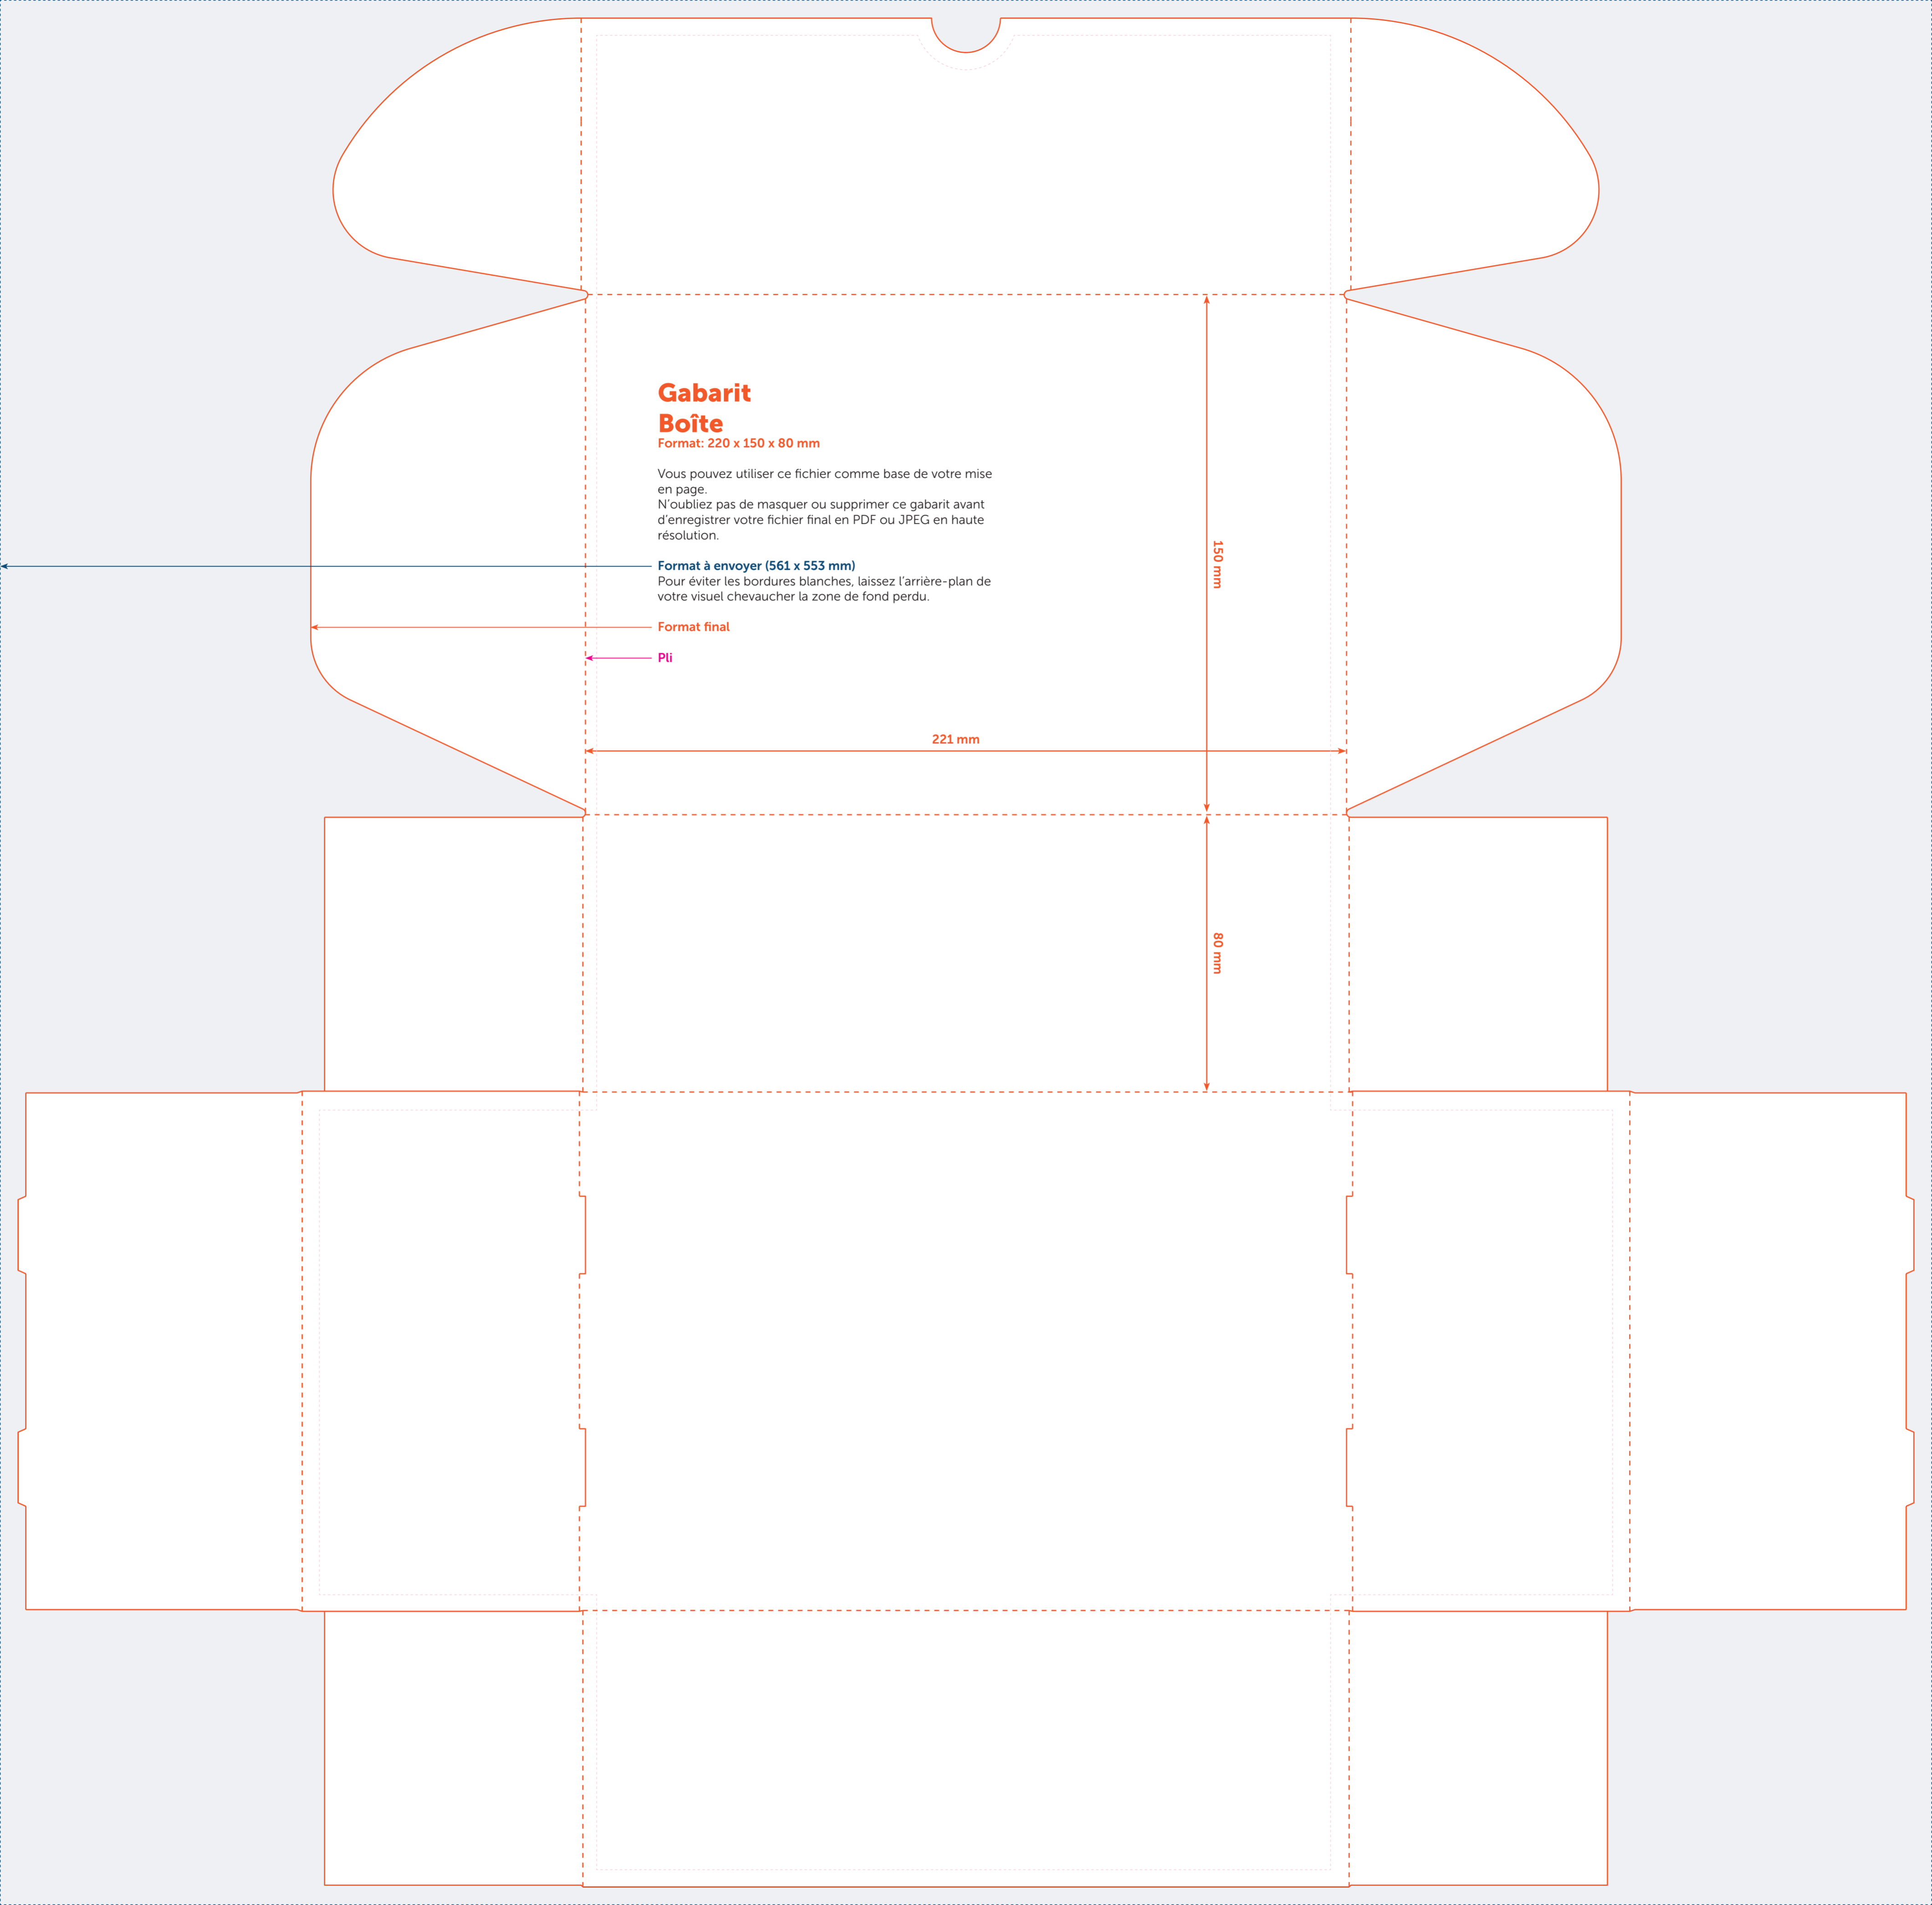 Gabarit
Boîte
Format: 220 x 150 x 80 mm
Vous pouvez utiliser ce fichier comme base de votre mise
en page.
N’oubliez pas de masquer ou supprimer ce gabarit avant
d’enregistrer votre fichier final en PDF ou JPEG en haute
résolution.
Format à envoyer (561 x 553 mm)
Pour éviter les bordures blanches, laissez l’arrière-plan de
votre visuel chevaucher la zone de fond perdu.
Format final
Pli
150 mm
221 mm
80 mm